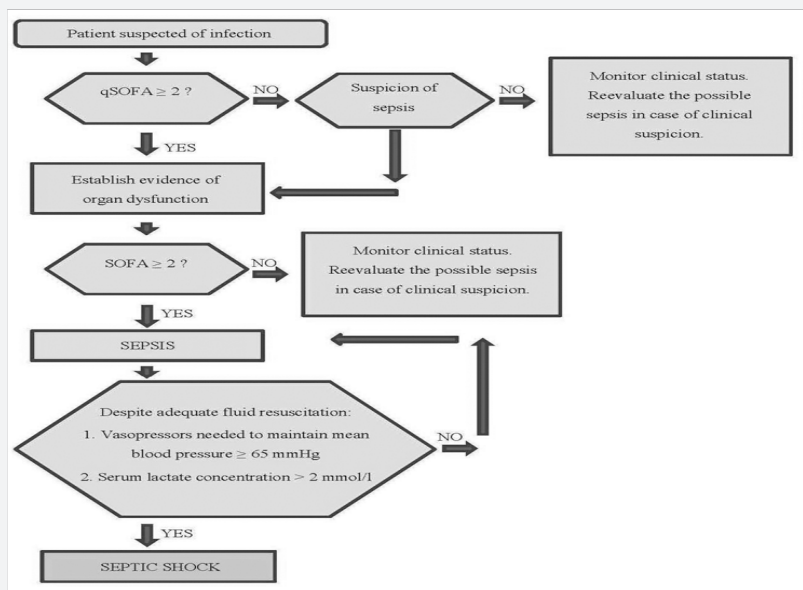 Patient suspected of infection
qSOFA ≥ 2 ?
NO
Suspicion of
sepsis
NO
Monitor clinical status.
Reevaluate the possible
sepsis in case of clinical
suspicion.
YES
Establish evidence of
organ dysfunction
SOFA ≥ 2 ?
NO
Monitor clinical status.
Reevaluate the possible sepsis
in case of clinical suspicion.
YES
SEPSIS
Despite adequate fluid resuscitation:
1. Vasopressors needed to maintain mean
blood pressure ≥ 65 mmHg
2. Serum lactate concentration > 2 mmol/l
NO
YES
SEPTIC SHOCK